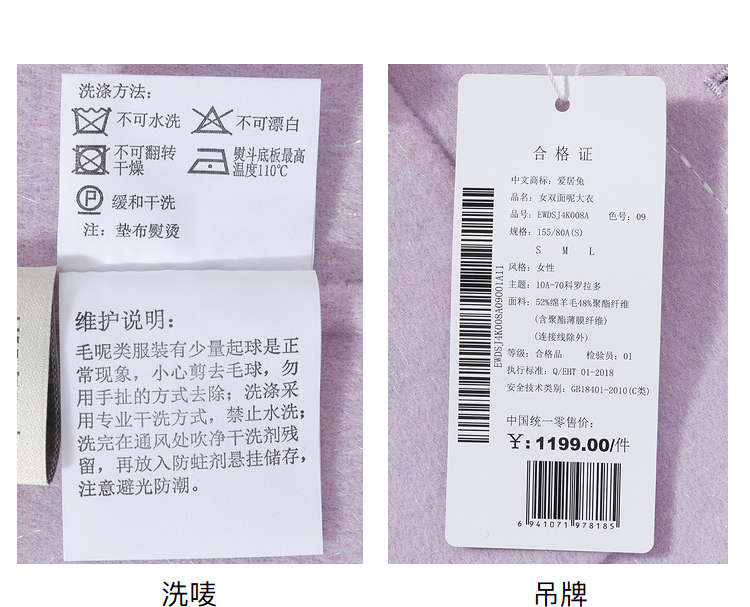 洗涤方法：
不可水洗
不可漂白
不可翻转
干燥
熨斗底板最高
温度110℃
P
缓和干洗
注：垫布熨烫
维护说明：
毛呢类服装有少量起球是正
常现象，小心剪去毛球，勿
用手扯的方式去除；洗涤采
用专业干洗方式，禁止水洗；
洗完在通风处吹净干洗剂残
留，再放入防蛀剂悬挂储存，
注意避光防潮。
洗唛
合格证
中文商标：爱居兔
品名：女双面呢大衣
品号：EWDSJ4K008A 色号：09
规格：155/80A(S)
S M L
风格：女性
主题：10A-70科罗拉多
面料：52%绵羊毛48%聚酯纤维
(含聚酯薄膜纤维)
(连接线除外)
等级：合格品 检验员：01
执行标准：Q/EHT 01-2018
安全技术类别：GB18401-2010(C类)
中国统一零售价：
¥:1199.00/件
6 941071 978185
EWDSJ4K008A09001A11
吊牌